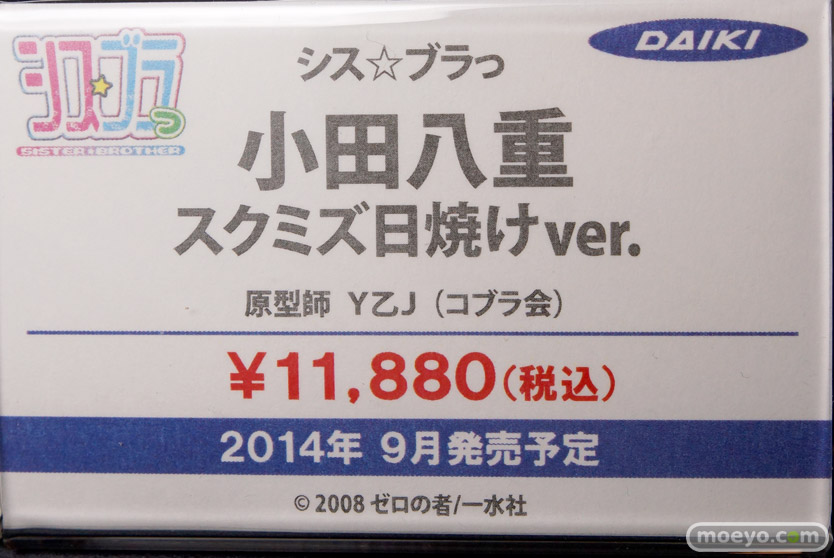 シス☆ブラっ
SISTER★BROTHER
DAIKI
シス☆ブラっ
小田八重
スクミズ日焼けver.
原型師 Y乙J（コブラ会）
¥11,880（税込）
2014年 9月発売予定
© 2008 ゼロの者/一水社
moeyo.com